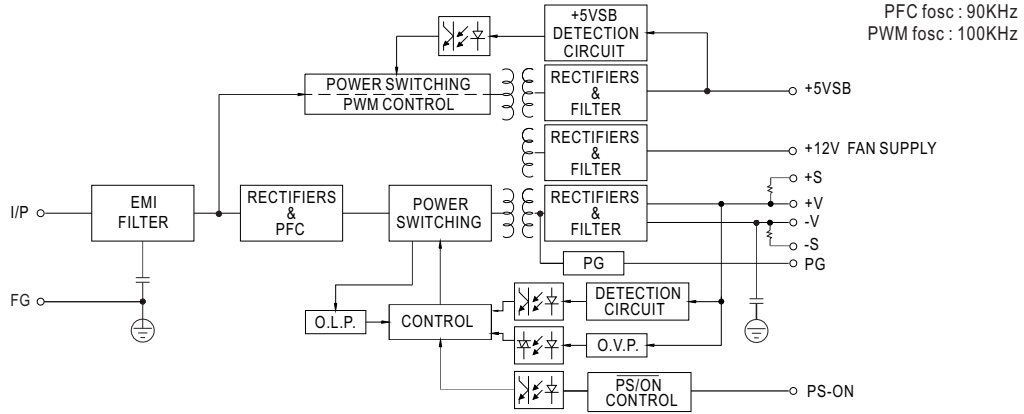 PFC fosc : 90KHz
PWM fosc : 100KHz
+5VSB
DETECTION
CIRCUIT
POWER SWITCHING
PWM CONTROL
RECTIFIERS
&
FILTER
+5VSB
RECTIFIERS
&
FILTER
+12V FAN SUPPLY
I/P
EMI
FILTER
RECTIFIERS
&
PFC
POWER
SWITCHING
RECTIFIERS
&
FILTER
+S
+V
-V
-S
PG
PG
FG
O.L.P.
CONTROL
DETECTION
CIRCUIT
O.V.P.
PS/ON
CONTROL
PS-ON